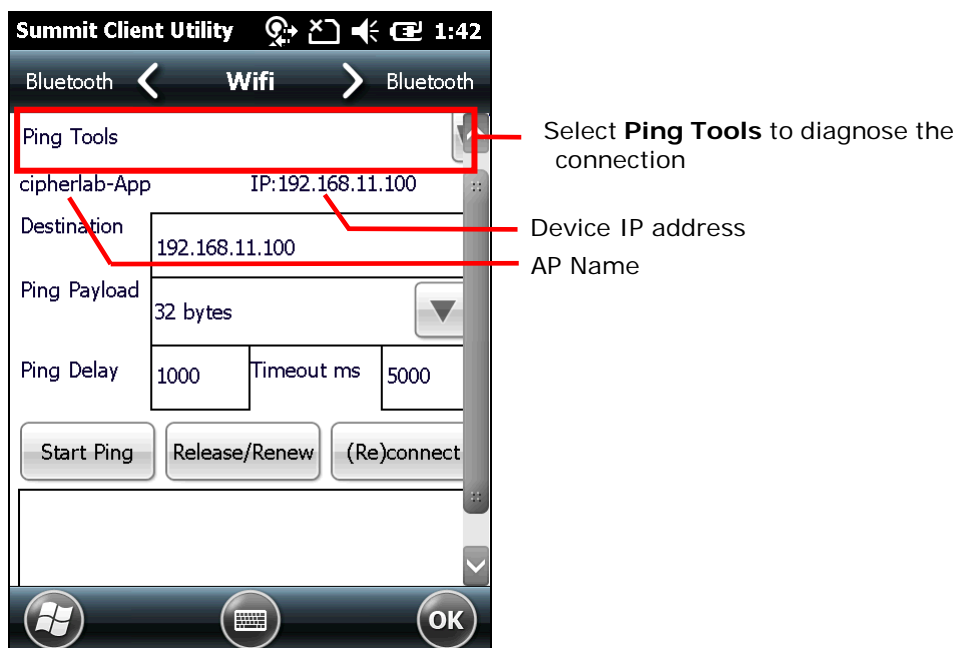 Summit Client Utility 1:42
Bluetooth Wifi Bluetooth
Ping Tools
cipherlab-App IP:192.168.11.100
Destination 192.168.11.100
Ping Payload 32 bytes
Ping Delay 1000 Timeout ms 5000
Start Ping Release/Renew (Re)connect
OK
Select Ping Tools to diagnose the
connection
Device IP address
AP Name